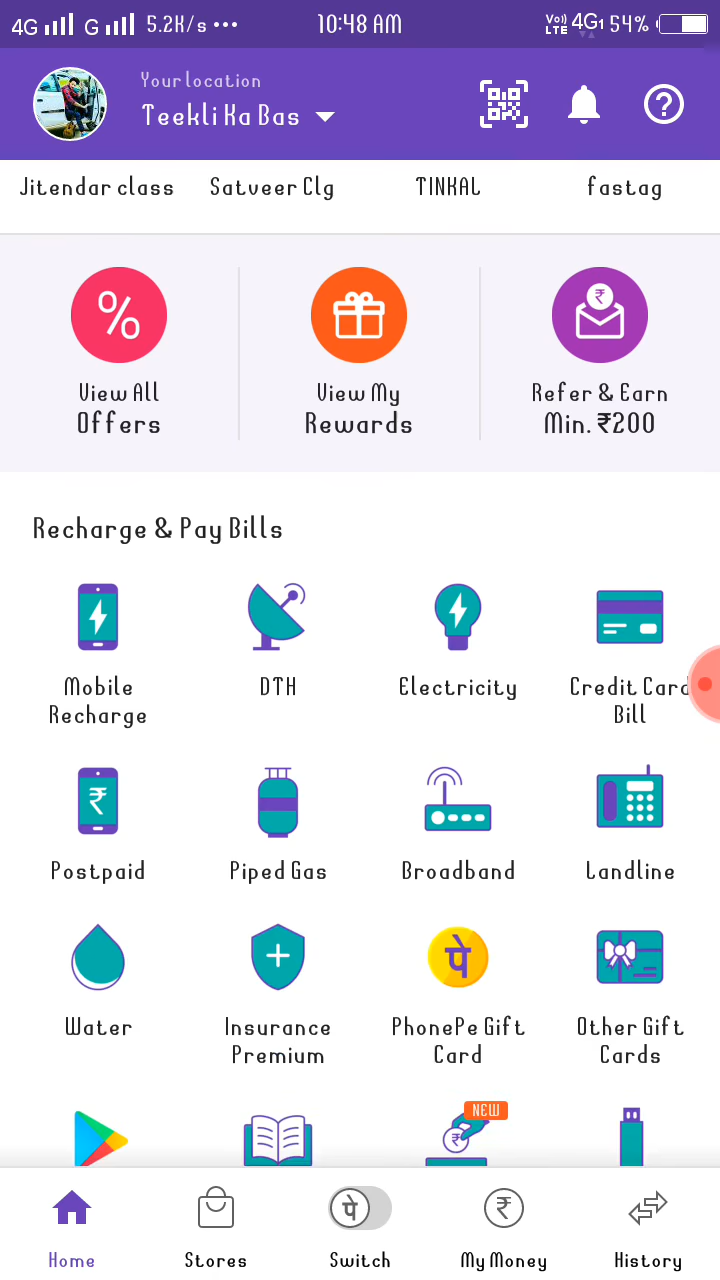 4G G 5.2K/s ... 10:48 AM Vo) LTE 4G1 54%
Your location
Teekli Ka Bas
Jitendar class Satveer Clg TINKAL fastag
% ₹
View All View My Refer & Earn
Offers Rewards Min. ₹200
Recharge & Pay Bills
Mobile DTH Electricity Credit Card
Recharge Bill
₹
Postpaid Piped Gas Broadband Landline
पे
Water Insurance PhonePe Gift Other Gift
Premium Card Cards
NEW
₹
पे ₹
Home Stores Switch My Money History